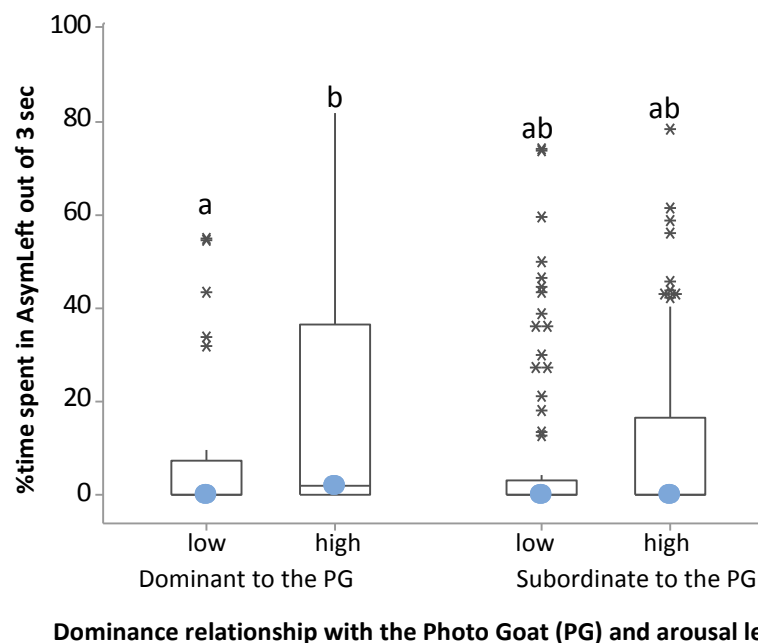 %time spent in AsymLeft out of 3 sec
100
80
60
40
20
0
a
b
ab
ab
low
high
low
high
Dominant to the PG
Subordinate to the PG
Dominance relationship with the Photo Goat (PG) and arousal le